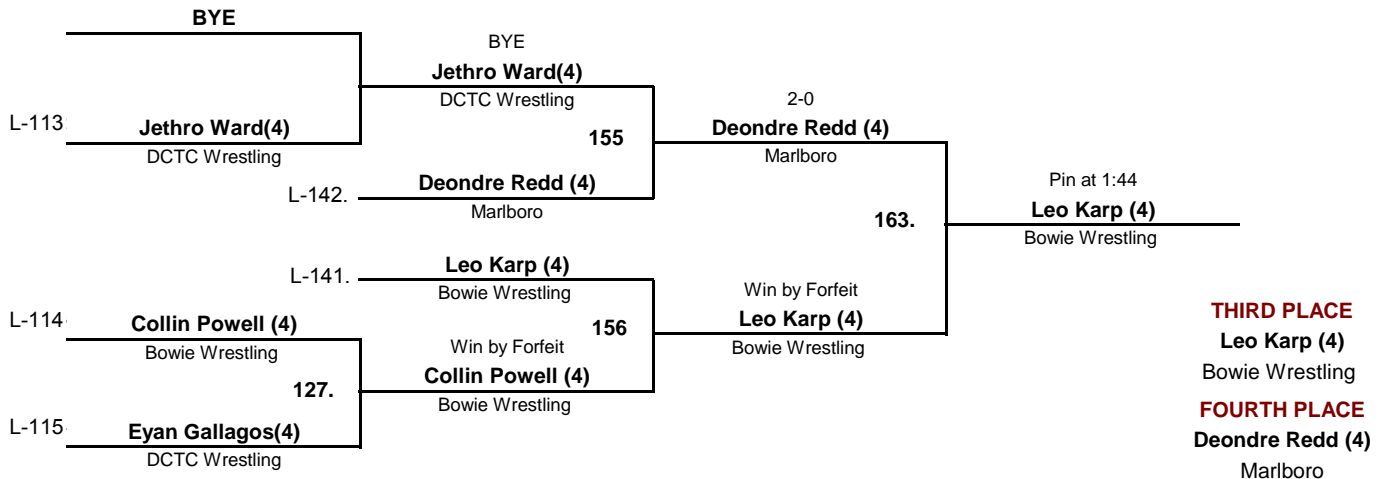 BYE
L-113
Jethro Ward(4)
DCTC Wrestling
BYE
Jethro Ward(4)
DCTC Wrestling
155
L-142.
Deondre Redd (4)
Marlboro
2-0
Deondre Redd (4)
Marlboro
163.
Pin at 1:44
Leo Karp (4)
Bowie Wrestling
L-141.
Leo Karp (4)
Bowie Wrestling
156
Win by Forfeit
Leo Karp (4)
Bowie Wrestling
L-114
Collin Powell (4)
Bowie Wrestling
127.
Win by Forfeit
Collin Powell (4)
Bowie Wrestling
L-115
Eyan Gallagos(4)
DCTC Wrestling
THIRD PLACE
Leo Karp (4)
Bowie Wrestling
FOURTH PLACE
Deondre Redd (4)
Marlboro